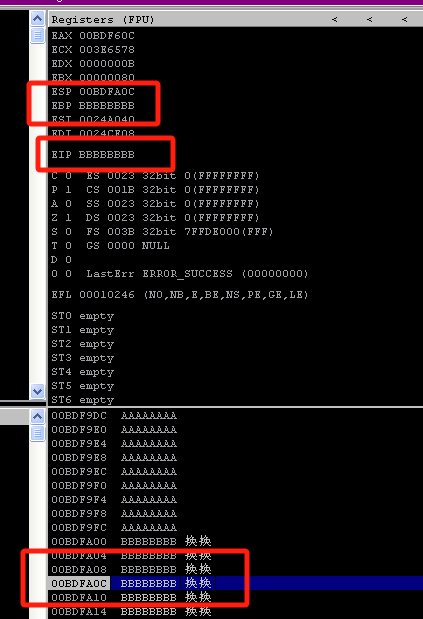 Registers (FPU) < < <
EAX 00BDF60C
ECX 003E6578
EDX 0000000B
EBX 00000080
ESP 00BDFA0C
EBP BBBBBBBB
ESI 0024A040
EDI 0024CF08
EIP BBBBBBBB
C 0 ES 0023 32bit 0(FFFFFFFF)
P 1 CS 001B 32bit 0(FFFFFFFF)
A 0 SS 0023 32bit 0(FFFFFFFF)
Z 1 DS 0023 32bit 0(FFFFFFFF)
S 0 FS 003B 32bit 7FFDE000(FFF)
T 0 GS 0000 NULL
D 0
O 0 LastErr ERROR_SUCCESS (00000000)
EFL 00010246 (NO,NB,E,BE,NS,PE,GE,LE)
ST0 empty
ST1 empty
ST2 empty
ST3 empty
ST4 empty
ST5 empty
ST6 empty
00BDF9DC AAAAAAAA
00BDF9E0 AAAAAAAA
00BDF9E4 AAAAAAAA
00BDF9E8 AAAAAAAA
00BDF9EC AAAAAAAA
00BDF9F0 AAAAAAAA
00BDF9F4 AAAAAAAA
00BDF9F8 AAAAAAAA
00BDF9FC AAAAAAAA
00BDFA00 BBBBBBBB 换换
00BDFA04 BBBBBBBB 换换
00BDFA08 BBBBBBBB 换换
00BDFA0C BBBBBBBB 换换
00BDFA10 BBBBBBBB 换换
00BDFA14 BBBBBBBB 换换